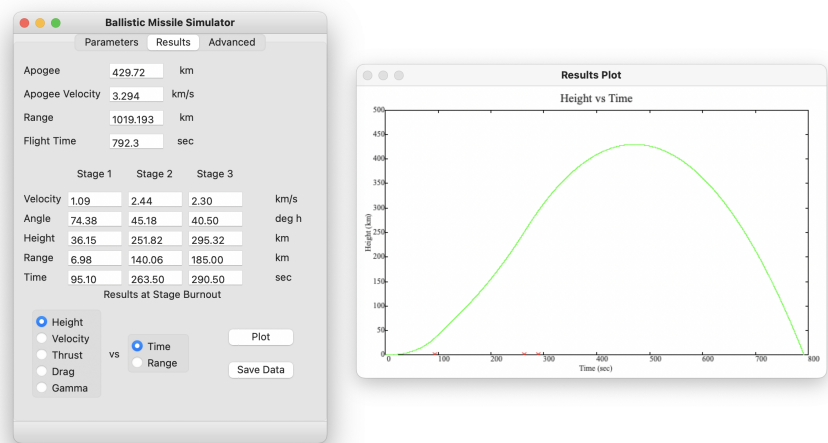 Ballistic Missile Simulator
Parameters Results Advanced
Apogee 429.72 km
Apogee Velocity 3.294 km/s
Range 1019.193 km
Flight Time 792.3 sec
Stage 1 Stage 2 Stage 3
Velocity 1.09 2.44 2.30 km/s
Angle 74.38 45.18 40.50 deg h
Height 36.15 251.82 295.32 km
Range 6.98 140.06 185.00 km
Time 95.10 263.50 290.50 sec
Results at Stage Burnout
Height
Velocity
Thrust
Drag
Gamma
vs
Time
Range
Plot
Save Data
Results Plot
Height vs Time
Height (km)
500
450
400
350
300
250
200
150
100
50
0
0 100 200 300 400 500 600 700 800
Time (sec)